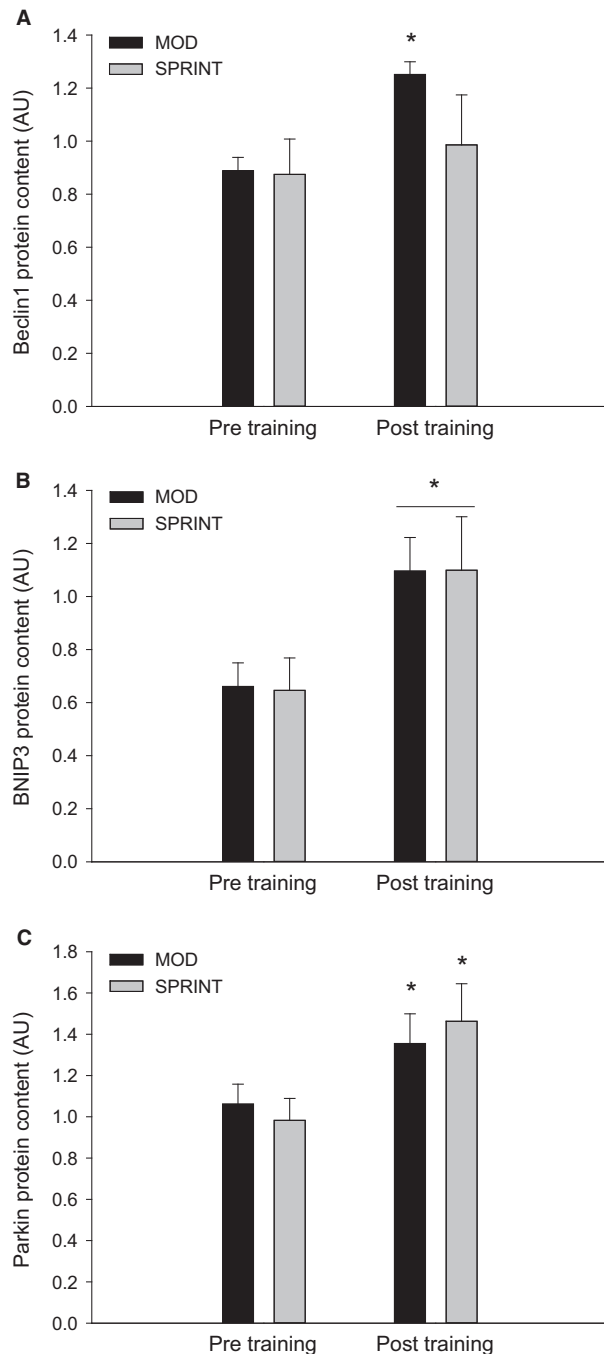 A
1.4
MOD
*
SPRINT
1.2
1.0
0.8
0.6
0.4
0.2
0.0
Beclin1 protein content (AU)
Pre training Post training
B
1.4
MOD
*
SPRINT
1.2
1.0
0.8
0.6
0.4
0.2
0.0
BNIP3 protein content (AU)
Pre training Post training
C
1.8
MOD
*
SPRINT
*
1.6
1.4
1.2
1.0
0.8
0.6
0.4
0.2
0.0
Parkin protein content (AU)
Pre training Post training